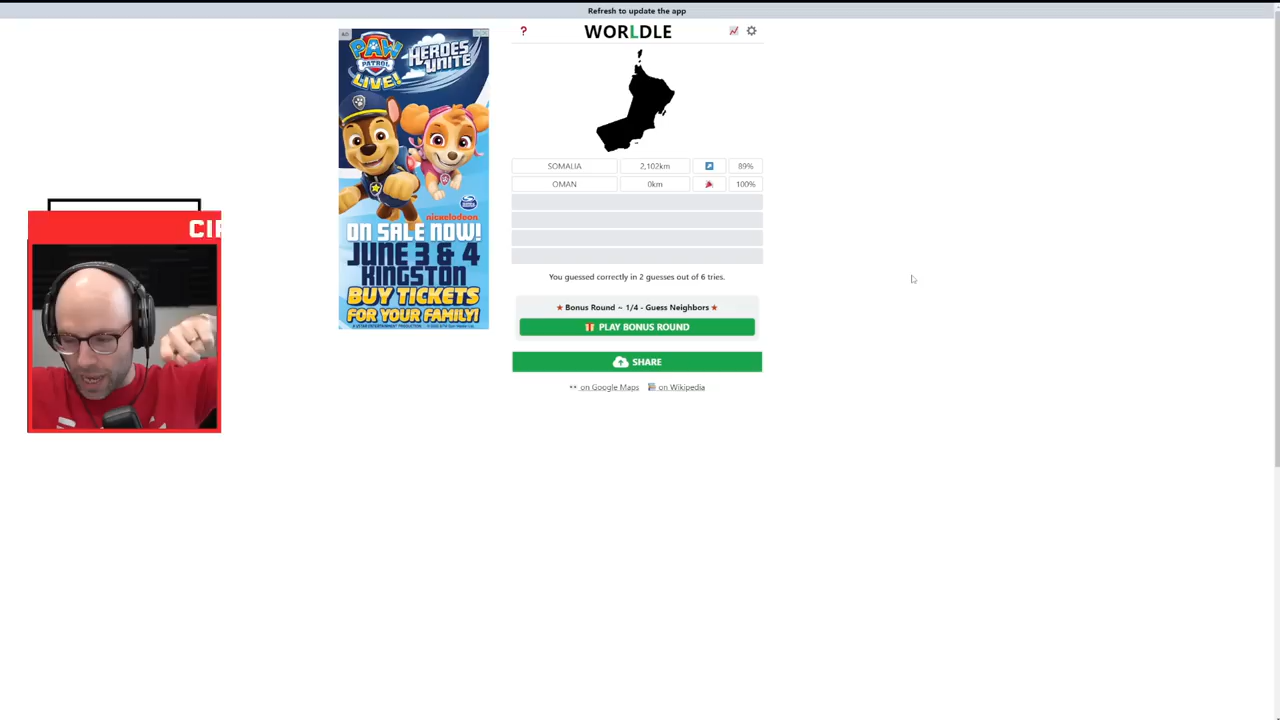 Refresh to update the app
WORLDLE
AD
PAW
PATROL
LIVE!
HEROES
UNITE
nickelodeon
ON SALE NOW!
JUNE 3 & 4
KINGSTON
BUY TICKETS
FOR YOUR FAMILY!
?
SOMALIA 2,102km 89%
OMAN 0km 100%
You guessed correctly in 2 guesses out of 6 tries.
★ Bonus Round ~ 1/4 - Guess Neighbors ★
PLAY BONUS ROUND
SHARE
on Google Maps on Wikipedia